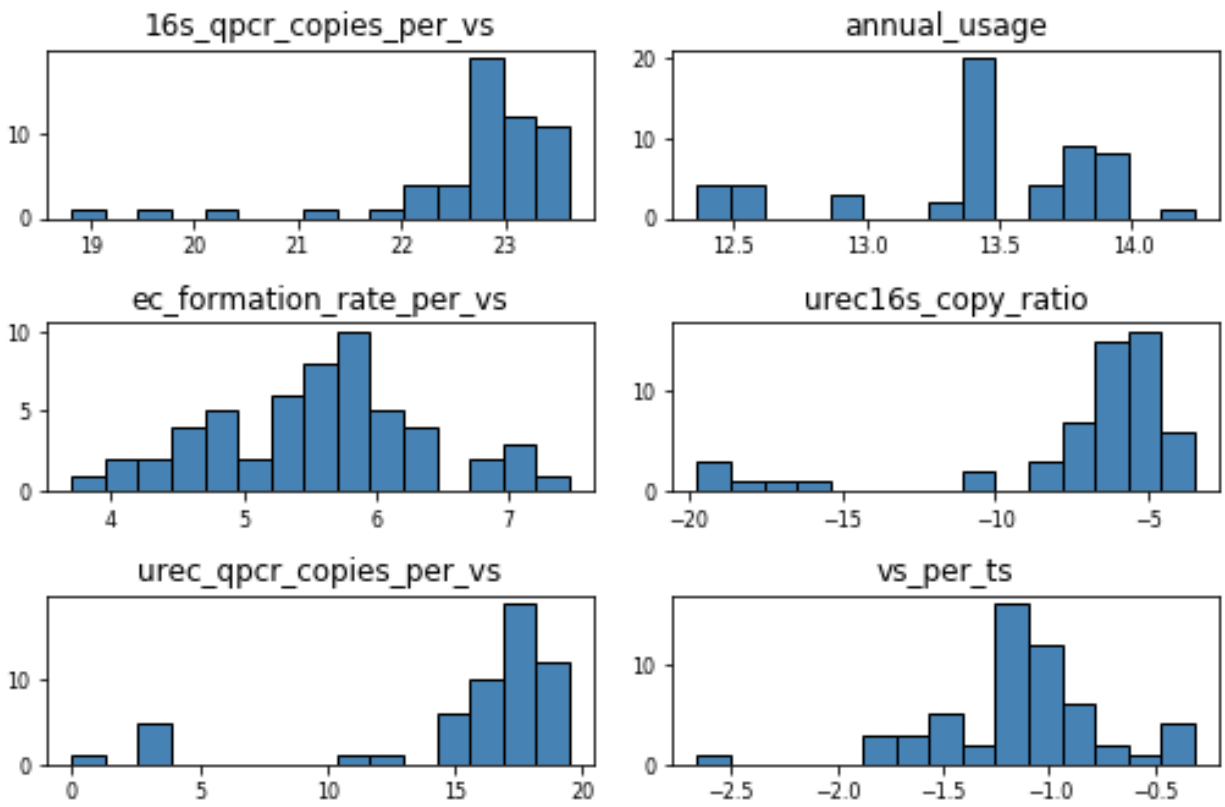 16s_qpcr_copies_per_vs
annual_usage
10
0
19 20 21 22 23
20
10
0
12.5 13.0 13.5 14.0
ec_formation_rate_per_vs
urec16s_copy_ratio
10
5
0
4 5 6 7
10
0
−20 −15 −10 −5
urec_qpcr_copies_per_vs
vs_per_ts
10
0
0 5 10 15 20
10
0
−2.5 −2.0 −1.5 −1.0 −0.5